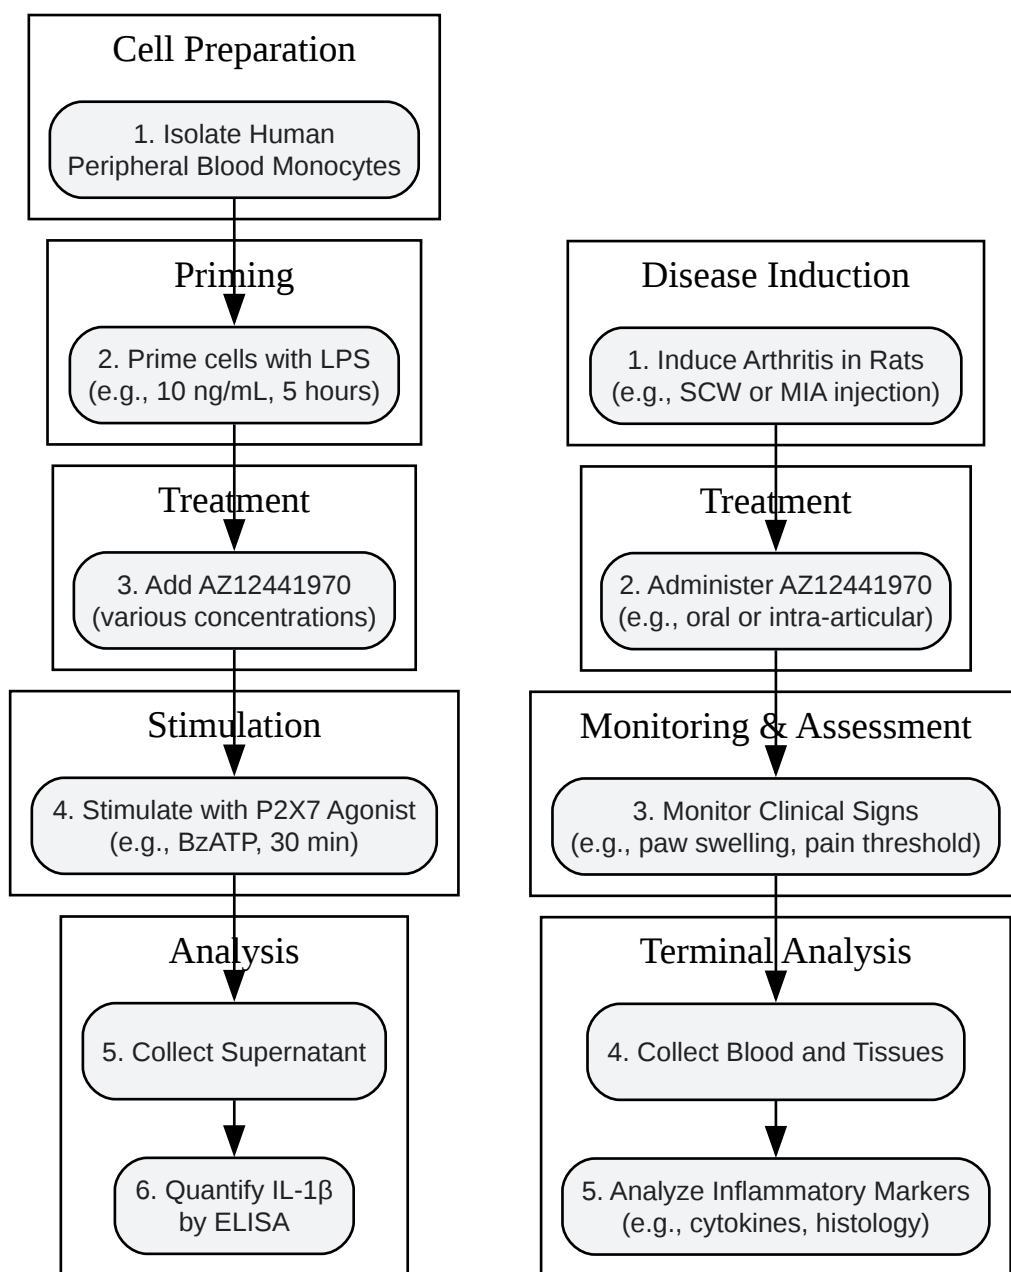 Cell Preparation
1. Isolate Human
Peripheral Blood Monocytes
Priming
2. Prime cells with LPS
(e.g., 10 ng/mL, 5 hours)
Treatment
3. Add AZ12441970
(various concentrations)
Stimulation
4. Stimulate with P2X7 Agonist
(e.g., BzATP, 30 min)
Analysis
5. Collect Supernatant
6. Quantify IL-1β
by ELISA
Disease Induction
1. Induce Arthritis in Rats
(e.g., SCW or MIA injection)
Treatment
2. Administer AZ12441970
(e.g., oral or intra-articular)
Monitoring & Assessment
3. Monitor Clinical Signs
(e.g., paw swelling, pain threshold)
Terminal Analysis
4. Collect Blood and Tissues
5. Analyze Inflammatory Markers
(e.g., cytokines, histology)